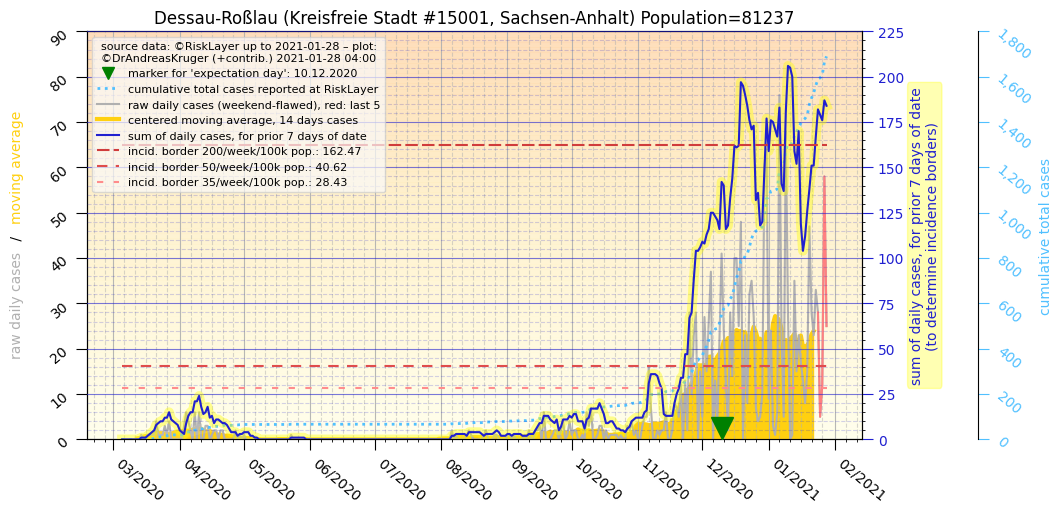 Dessau-Roßlau (Kreisfreie Stadt #15001, Sachsen-Anhalt) Population=81237
source data: ©RiskLayer up to 2021-01-28 – plot:
©DrAndreasKruger (+contrib.) 2021-01-28 04:00
marker for 'expectation day': 10.12.2020
cumulative total cases reported at RiskLayer
raw daily cases (weekend-flawed), red: last 5
centered moving average, 14 days cases
sum of daily cases, for prior 7 days of date
incid. border 200/week/100k pop.: 162.47
incid. border 50/week/100k pop.: 40.62
incid. border 35/week/100k pop.: 28.43
raw daily cases / moving average
90
80
70
60
50
40
30
20
10
0
03/2020
04/2020
05/2020
06/2020
07/2020
08/2020
09/2020
10/2020
11/2020
12/2020
01/2021
02/2021
225
200
175
150
125
100
75
50
25
0
sum of daily cases, for prior 7 days of date
(to determine incidence borders)
1,800
1,600
1,400
1,200
1,000
800
600
400
200
0
cumulative total cases